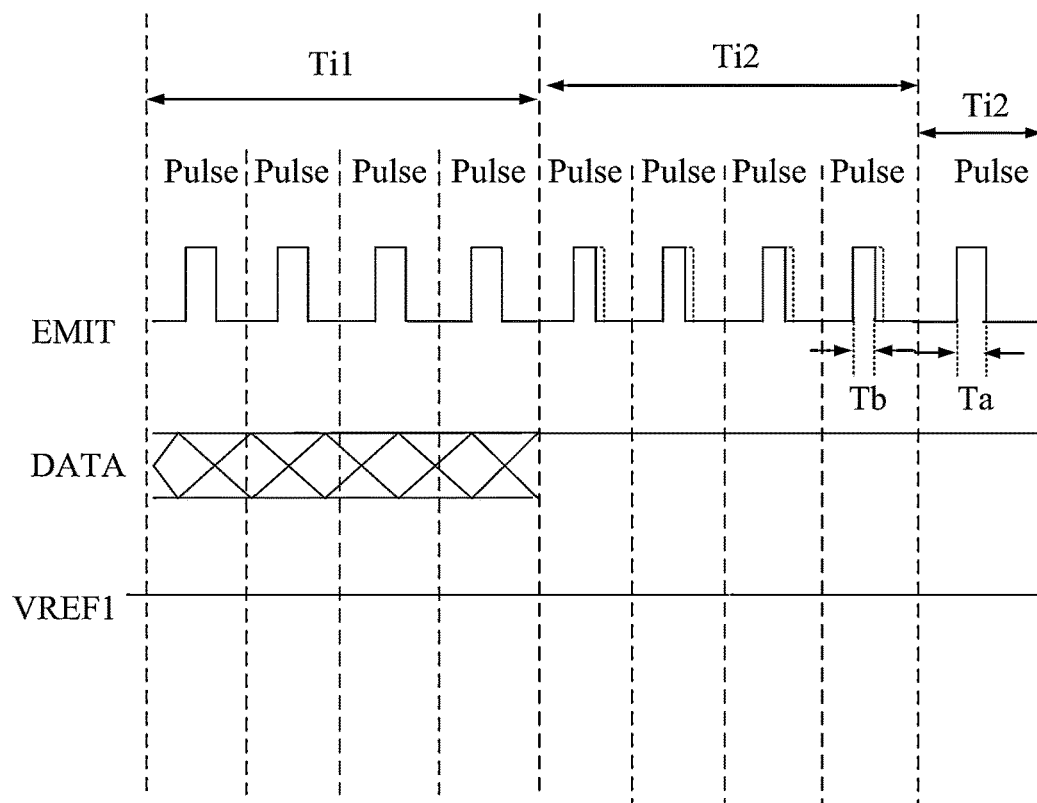 Ti1
Ti2
Ti2
Pulse Pulse Pulse Pulse Pulse Pulse Pulse Pulse Pulse
EMIT
Tb
Ta
DATA
VREF1